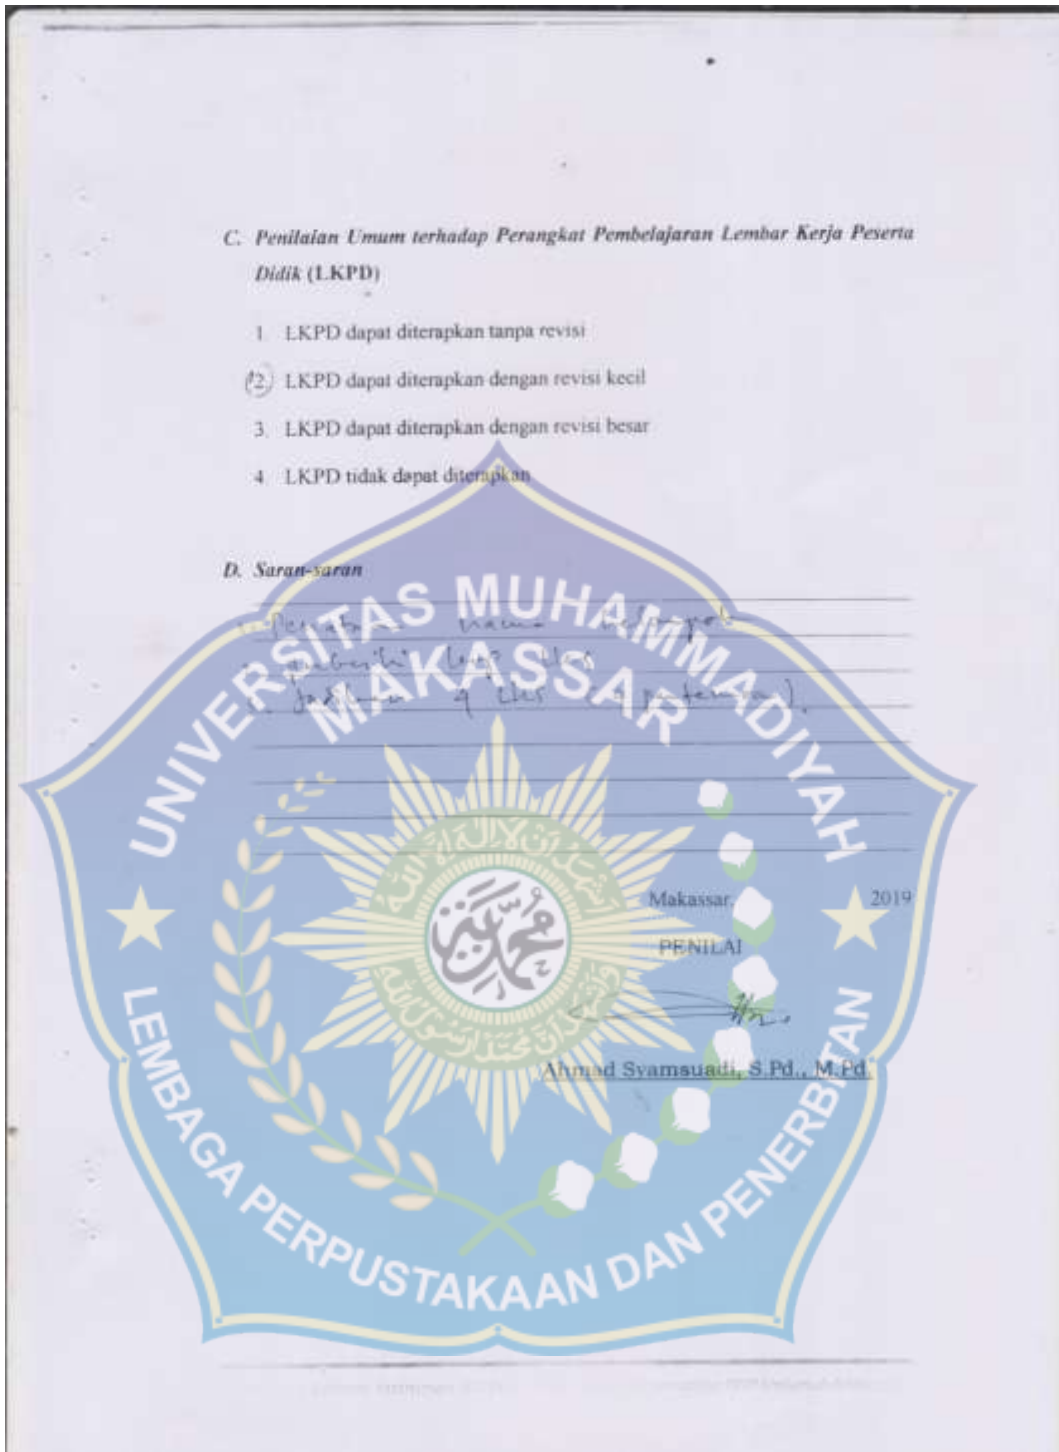 C. Penilaian Umum terhadap Perangkat Pembelajaran Lembar Kerja Peserta
Didik (LKPD)
1. LKPD dapat diterapkan tanpa revisi
2. LKPD dapat diterapkan dengan revisi kecil
3. LKPD dapat diterapkan dengan revisi besar
4. LKPD tidak dapat diterapkan
D. Saran-saran
nama kelompok
Makassar, 2019
PENILAI
Ahmad Syamsuadi, S.Pd., M.Pd.
UNIVERSITAS MUHAMMADIYAH
MAKASSAR
LEMBAGA PERPUSTAKAAN DAN PENERBITAN